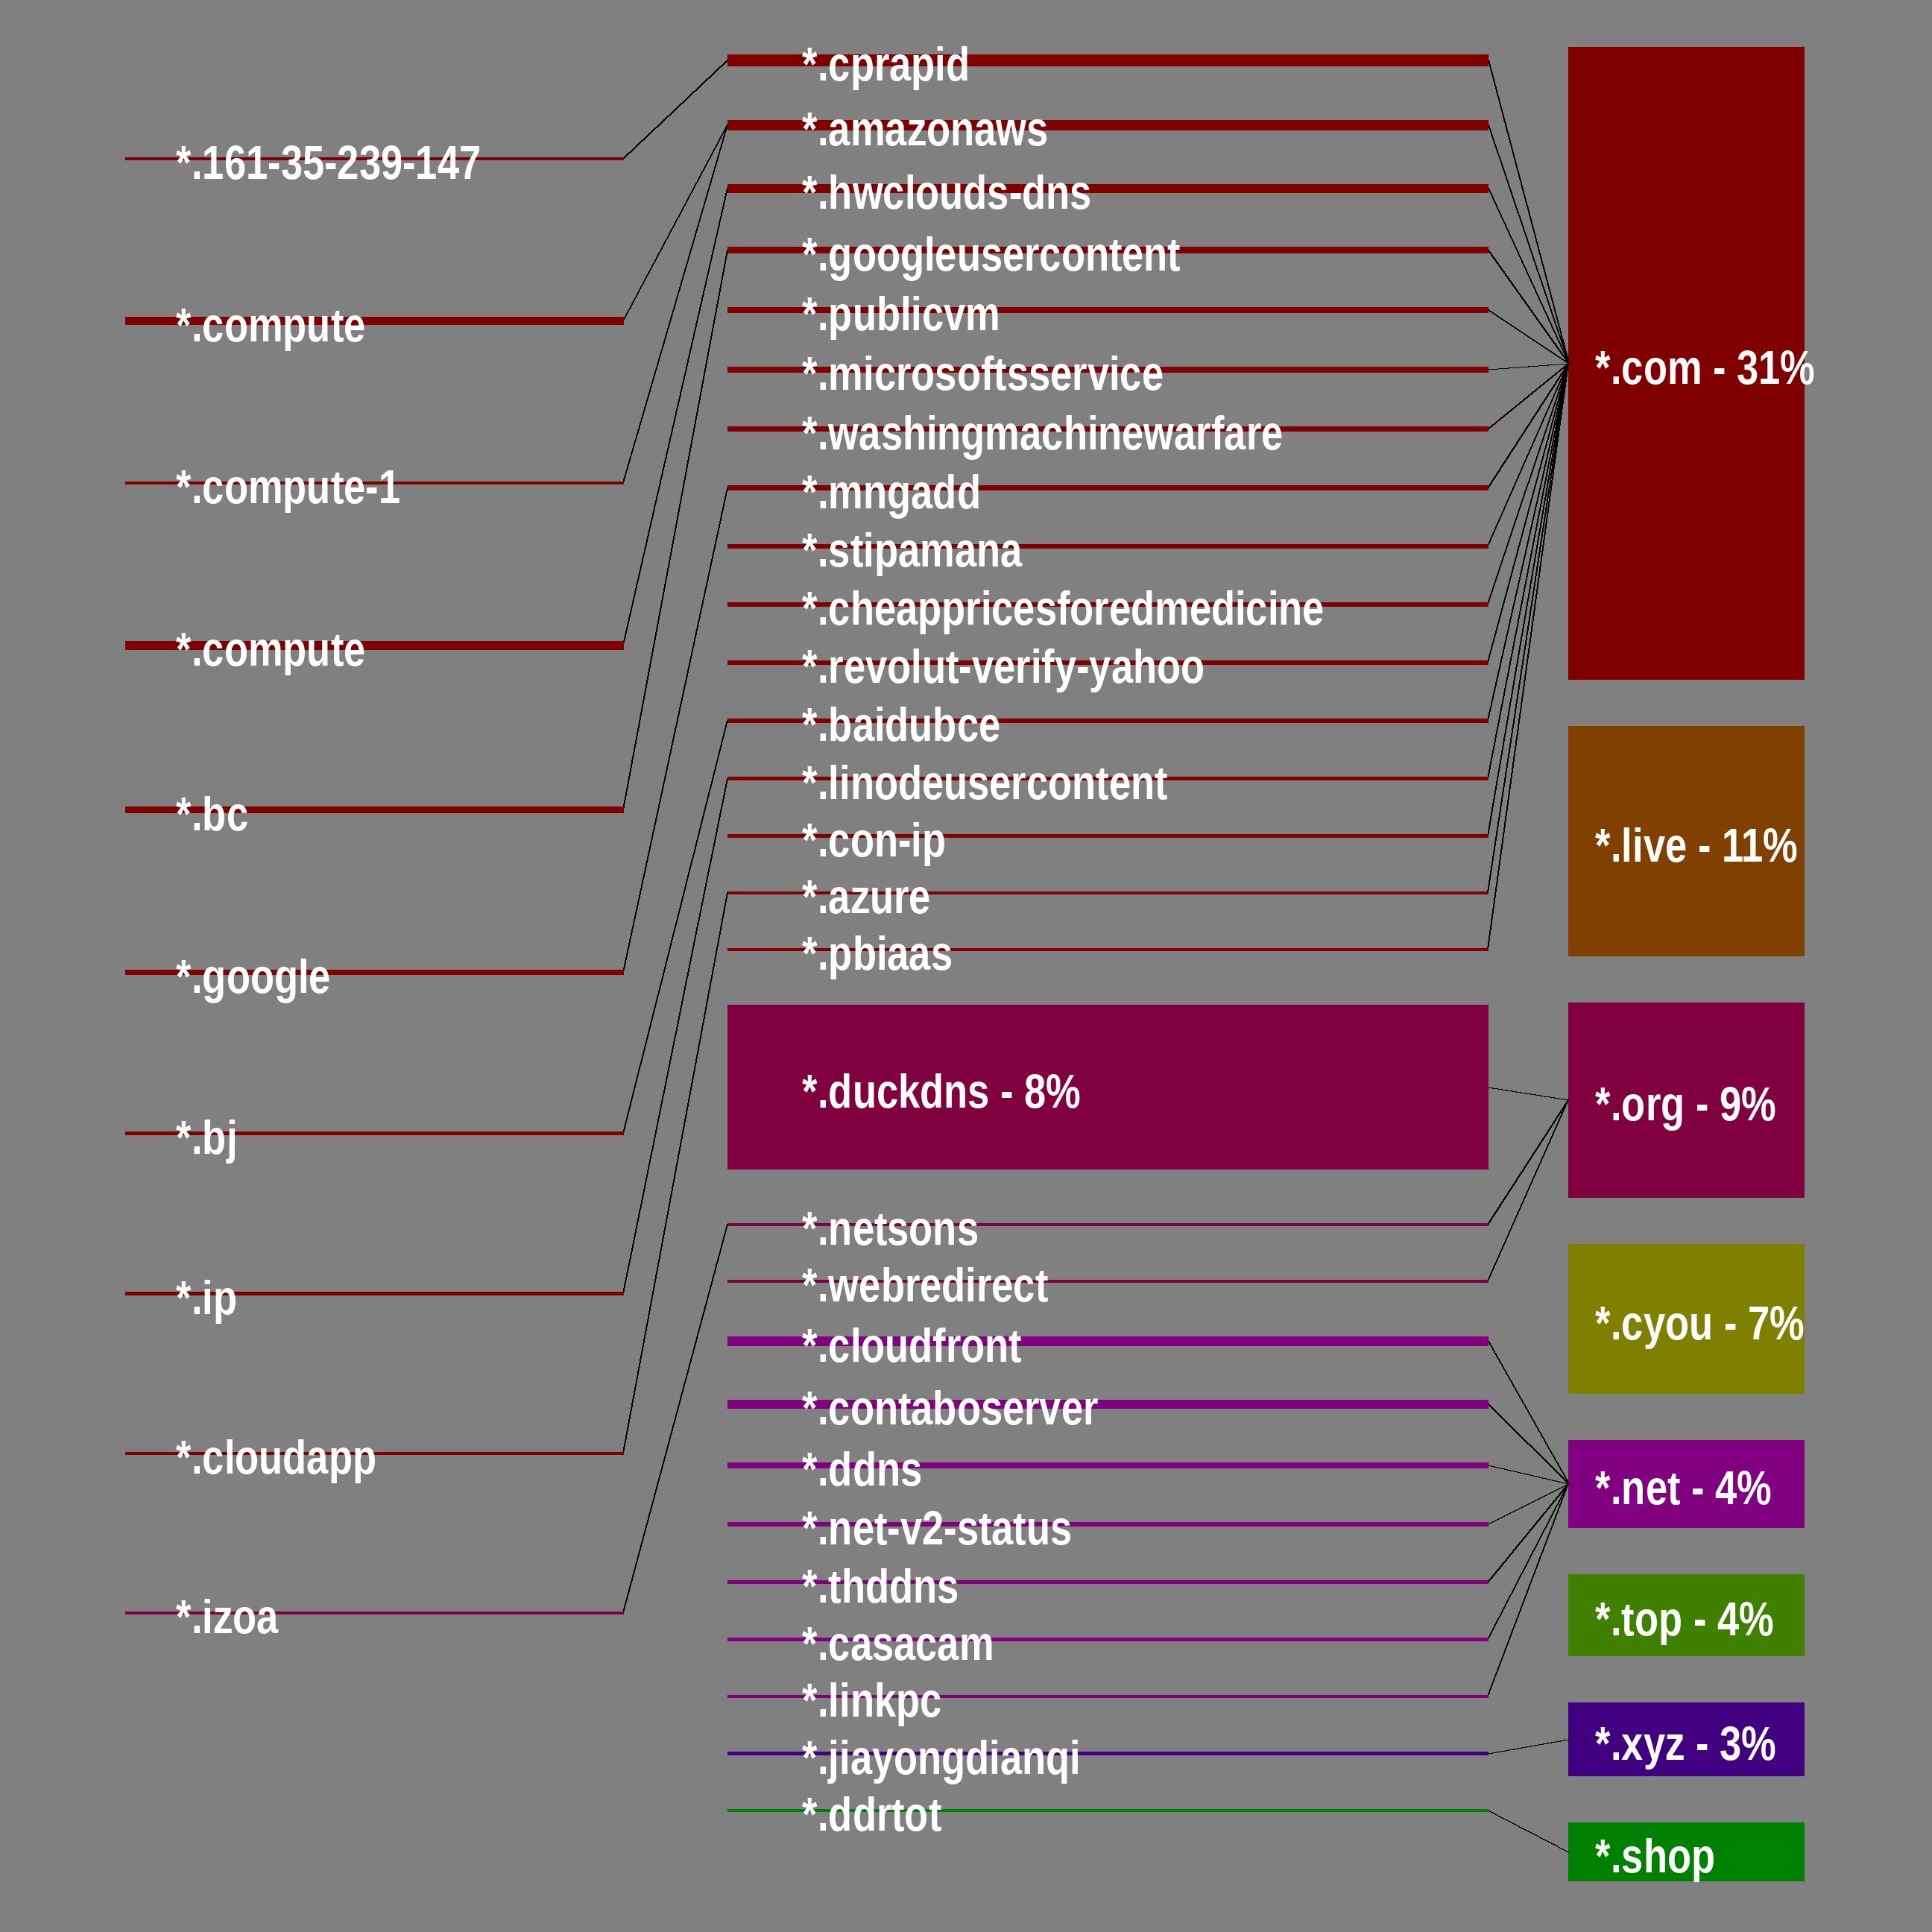 *.161-35-239-147
*.compute
*.compute-1
*.compute
*.bc
*.google
*.bj
*.ip
*.cloudapp
*.izoa
*.cprapid
*.amazonaws
*.hwclouds-dns
*.googleusercontent
*.publicvm
*.microsoftsservice
*.washingmachinewarfare
*.mngadd
*.stipamana
*.cheappricesforedmedicine
*.revolut-verify-yahoo
*.baidubce
*.linodeusercontent
*.con-ip
*.azure
*.pbiaas
*.duckdns - 8%
*.netsons
*.webredirect
*.cloudfront
*.contaboserver
*.ddns
*.net-v2-status
*.thddns
*.casacam
*.linkpc
*.jiayongdianqi
*.ddrtot
*.com - 31%
*.live - 11%
*.org - 9%
*.cyou - 7%
*.net - 4%
*.top - 4%
*.xyz - 3%
*.shop